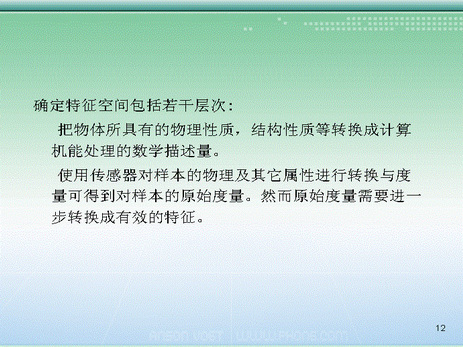 确定特征空间包括若干层次:
把物体所具有的物理性质，结构性质等转换成计算
机能处理的数学描述量。
使用传感器对样本的物理及其它属性进行转换与度
量可得到对样本的原始度量。然而原始度量需要进一
步转换成有效的特征。
12